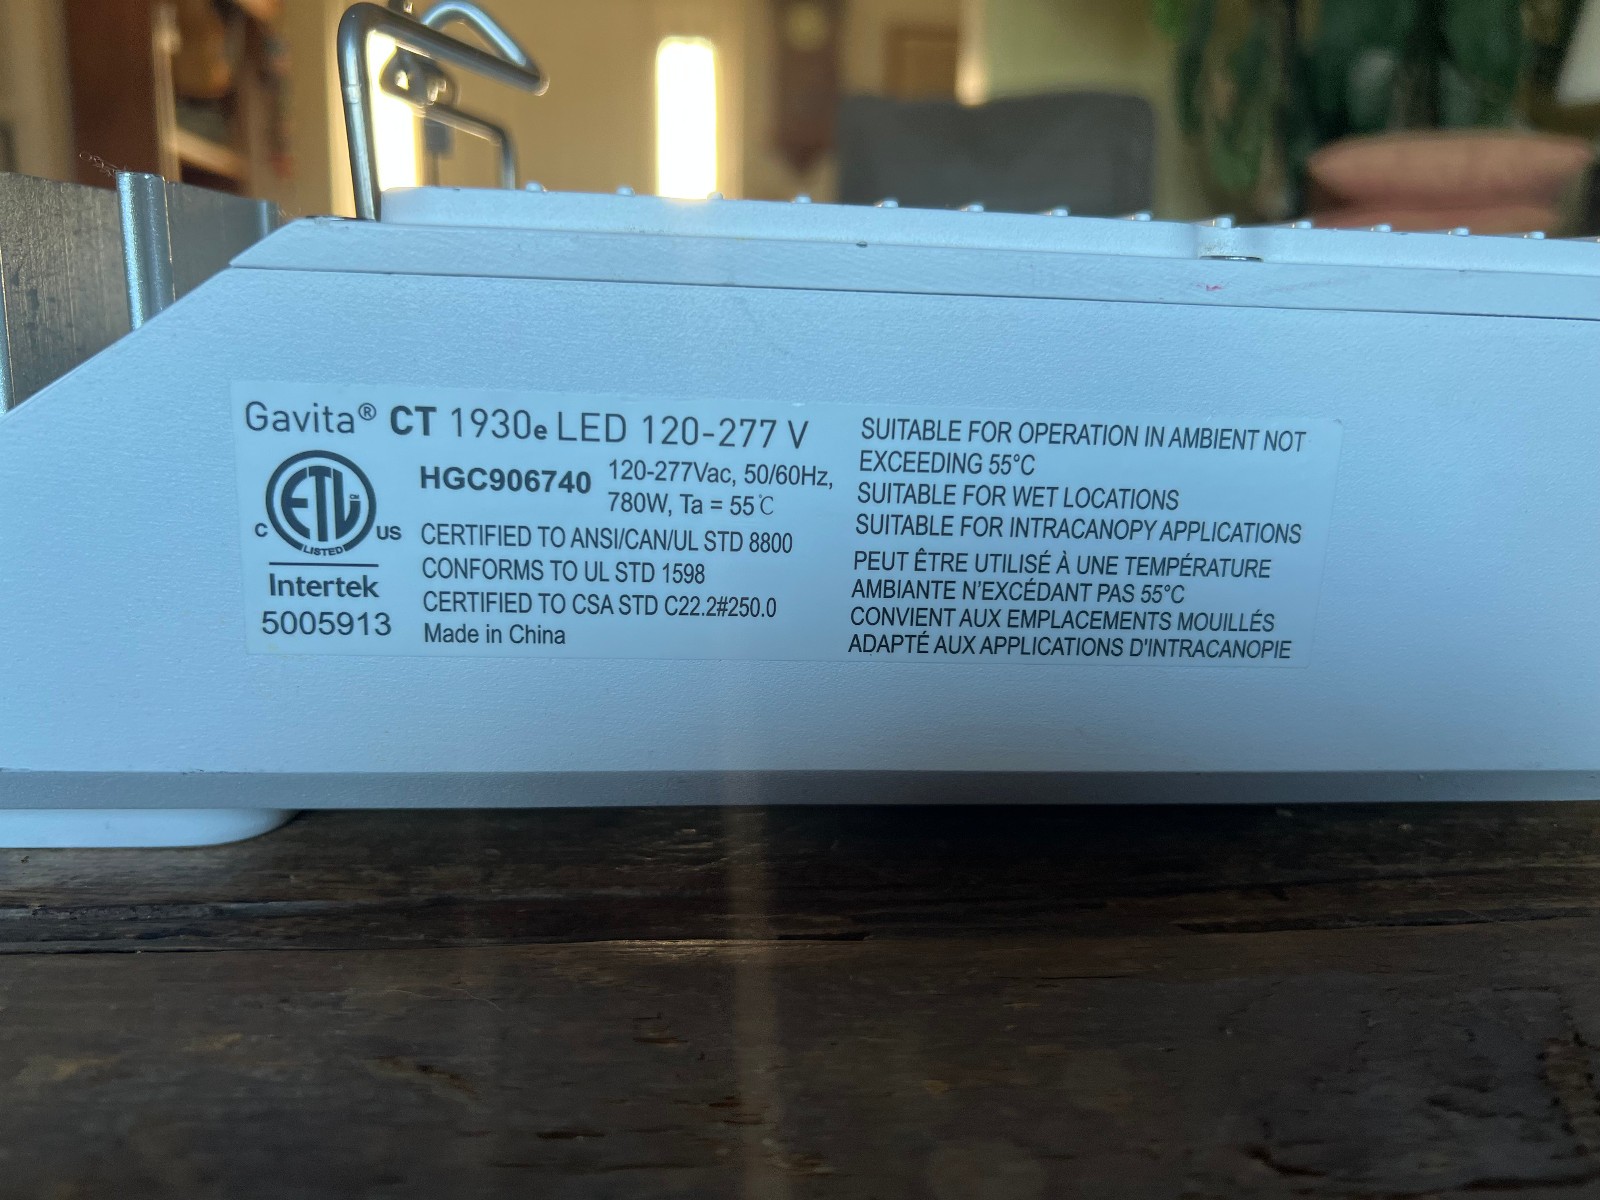 Gavita® CT 1930e LED 120-277 V
C ETL CM US
LISTED
Intertek
5005913
HGC906740 120-277Vac, 50/60Hz,
780W, Ta = 55℃
CERTIFIED TO ANSI/CAN/UL STD 8800
CONFORMS TO UL STD 1598
CERTIFIED TO CSA STD C22.2#250.0
Made in China
SUITABLE FOR OPERATION IN AMBIENT NOT
EXCEEDING 55°C
SUITABLE FOR WET LOCATIONS
SUITABLE FOR INTRACANOPY APPLICATIONS
PEUT ÊTRE UTILISÉ À UNE TEMPÉRATURE
AMBIANTE N'EXCÉDANT PAS 55°C
CONVIENT AUX EMPLACEMENTS MOUILLÉS
ADAPTÉ AUX APPLICATIONS D'INTRACANOPIE